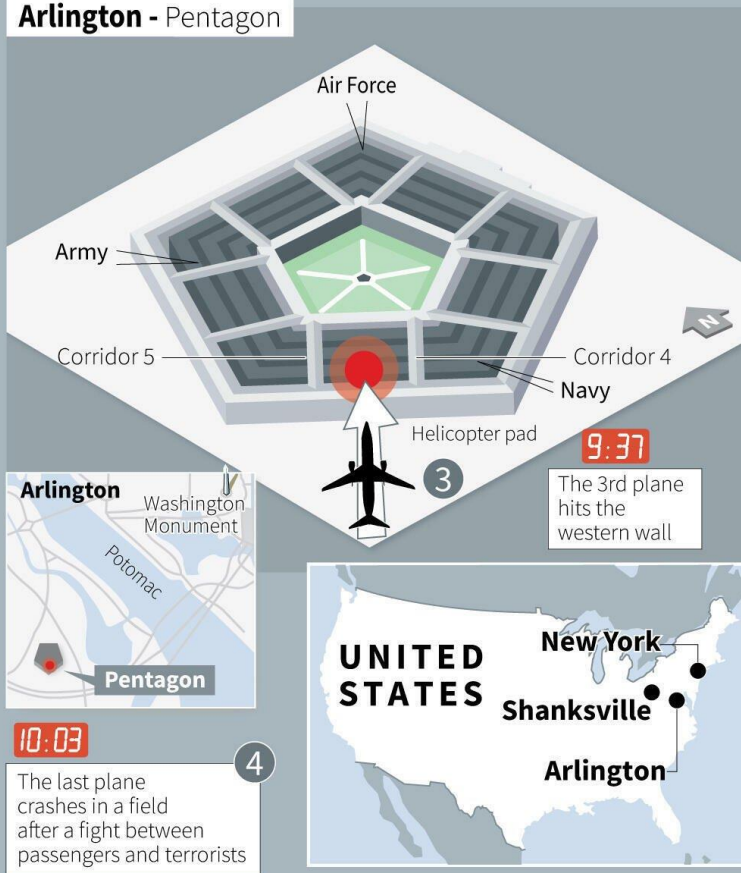 Arlington - Pentagon
Air Force
Army
N
Corridor 5
Corridor 4
Navy
Helicopter pad
3
9:37
The 3rd plane
hits the
western wall
Arlington
Washington
Monument
Potomac
Pentagon
UNITED
STATES
New York
Shanksville
Arlington
10:03
4
The last plane
crashes in a field
after a fight between
passengers and terrorists